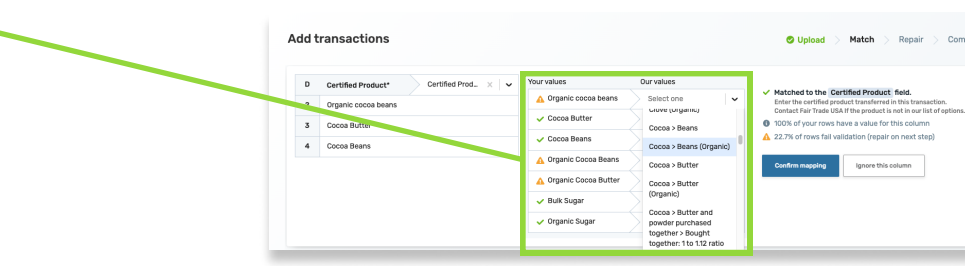 Add transactions
Upload
Match
Repair
Com
D
Certified Product*
Certified Prod...
2
Organic cocoa beans
3
Cocoa Butter
4
Cocoa Beans
Your values
Our values
Organic cocoa beans
Select one
Cocoa Butter
Cocoa Beans
Organic Cocoa Beans
Organic Cocoa Butter
Bulk Sugar
Organic Sugar
Clove (Organic)
Cocoa > Beans
Cocoa > Beans (Organic)
Cocoa > Butter
Cocoa > Butter
(Organic)
Cocoa > Butter and
powder purchased
together > Bought
together: 1 to 1.12 ratio
Matched to the Certified Product field.
Enter the certified product transferred in this transaction.
Contact Fair Trade USA if the product is not in our list of options.
100% of your rows have a value for this column
22.7% of rows fail validation (repair on next step)
Confirm mapping
Ignore this column